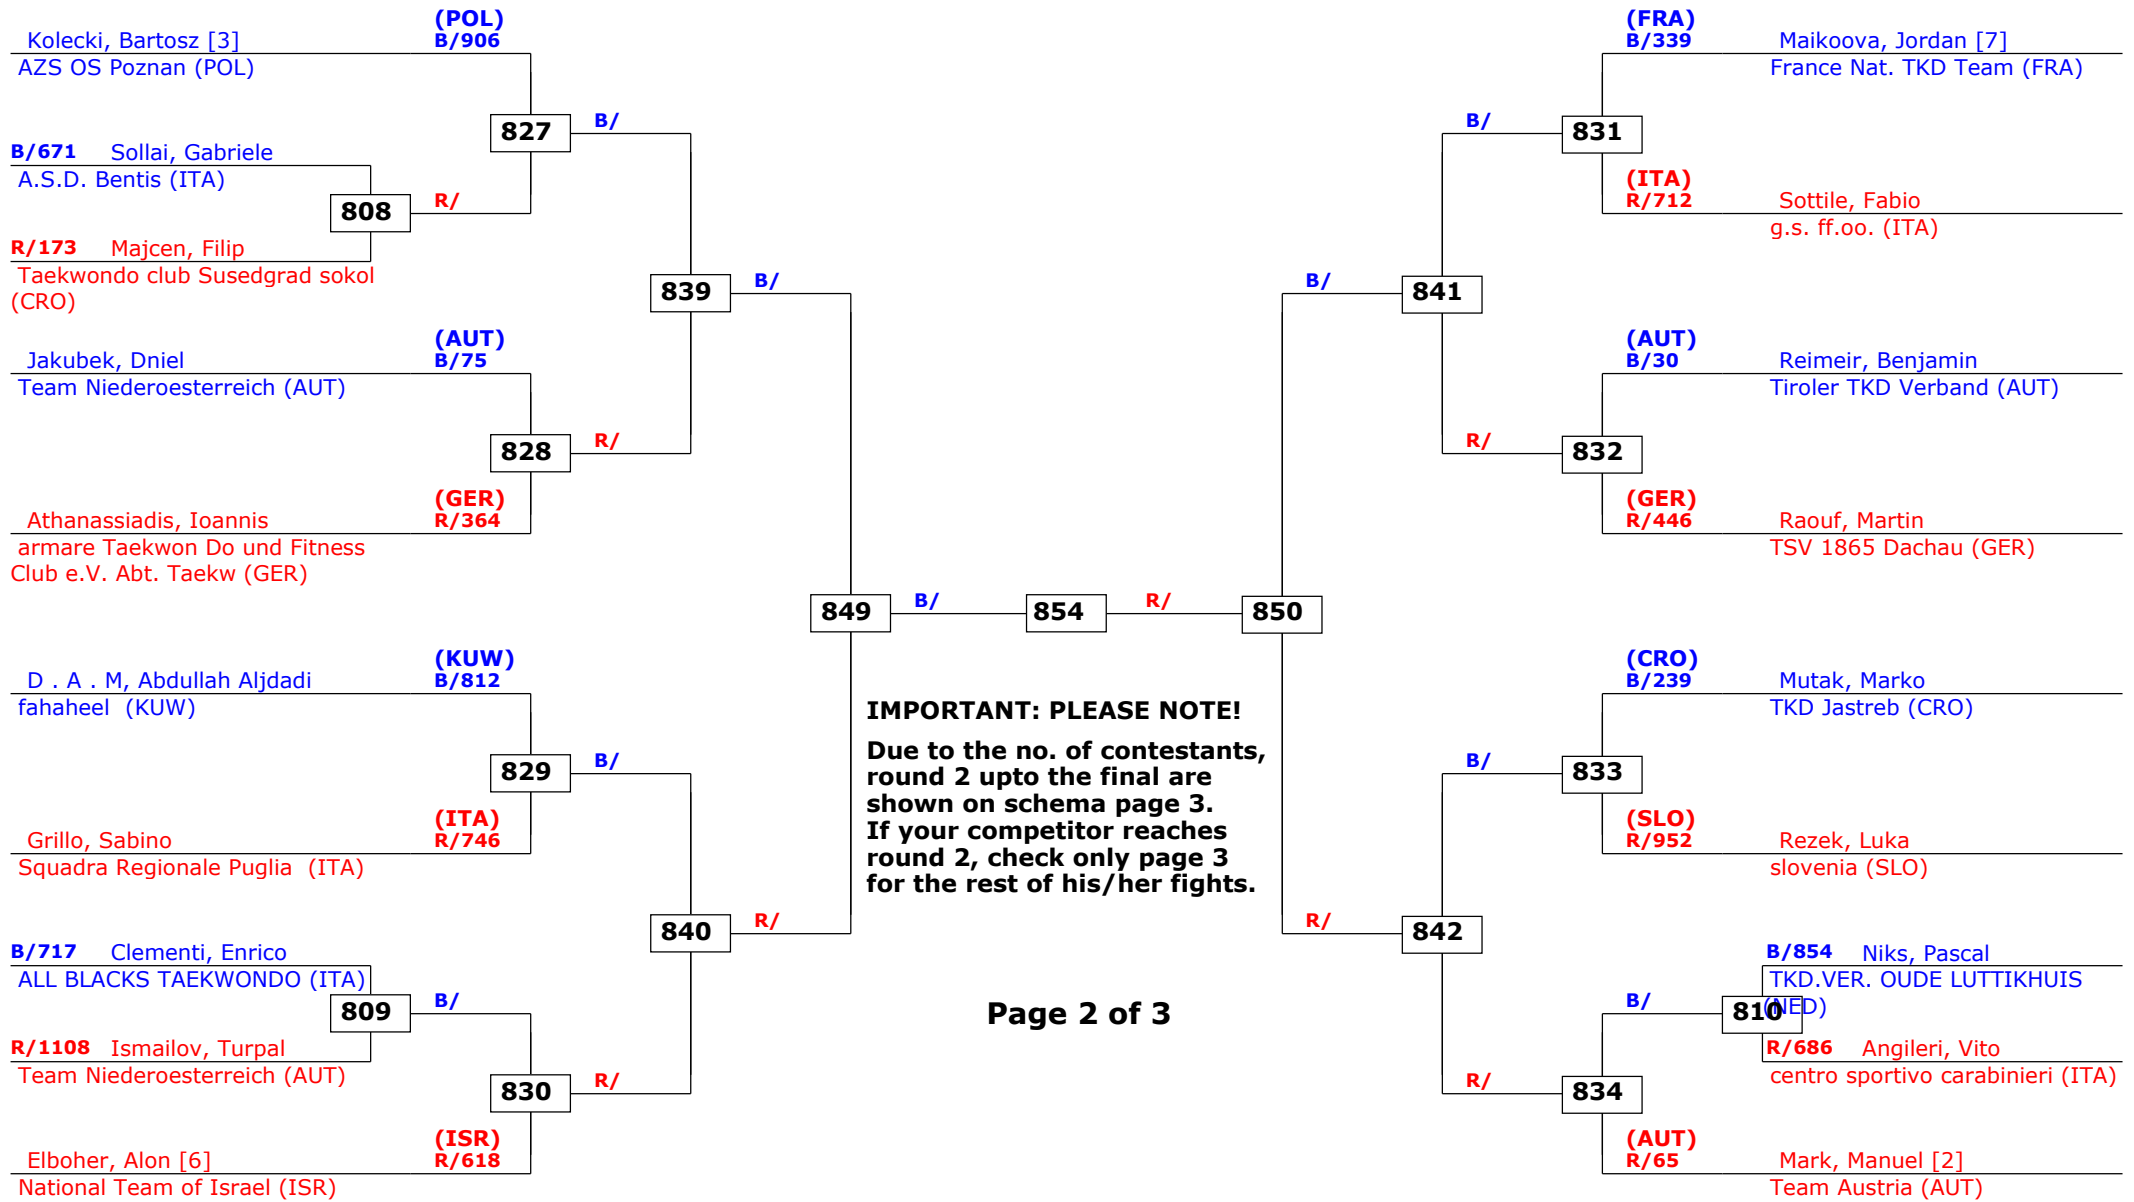 (POL)
Kolecki, Bartosz [3] B/906
AZS OS Poznan (POL)
827 B/
B/671 Sollai, Gabriele
A.S.D. Bentis (ITA)
808 R/
R/173 Majcen, Filip
Taekwondo club Susedgrad sokol
(CRO)
839 B/
(AUT)
Jakubek, Dniel B/75
Team Niederoesterreich (AUT)
828 R/
(GER)
Athanassiadis, Ioannis R/364
armare Taekwon Do und Fitness
Club e.V. Abt. Taekw (GER)
849 B/ 854 R/ 850
(KUW)
D . A . M, Abdullah Aljdadi B/812
fahaheel (KUW)
829 B/
(ITA)
Grillo, Sabino R/746
Squadra Regionale Puglia (ITA)
840 R/
B/717 Clementi, Enrico
ALL BLACKS TAEKWONDO (ITA)
809 B/
R/1108 Ismailov, Turpal
Team Niederoesterreich (AUT)
830 R/
(ISR)
Elboher, Alon [6] R/618
National Team of Israel (ISR)
IMPORTANT: PLEASE NOTE!
Due to the no. of contestants,
round 2 upto the final are
shown on schema page 3.
If your competitor reaches
round 2, check only page 3
for the rest of his/her fights.
Page 2 of 3
(FRA)
B/339 Maikoova, Jordan [7]
France Nat. TKD Team (FRA)
B/ 831
(ITA)
R/712 Sottile, Fabio
g.s. ff.oo. (ITA)
B/ 841
(AUT)
B/30 Reimeir, Benjamin
Tiroler TKD Verband (AUT)
R/ 832
(GER)
R/446 Raouf, Martin
TSV 1865 Dachau (GER)
(CRO)
B/239 Mutak, Marko
TKD Jastreb (CRO)
B/ 833
(SLO)
R/952 Rezek, Luka
slovenia (SLO)
R/ 842
B/854 Niks, Pascal
TKD.VER. OUDE LUTTIKHUIS
(NED)
B/ 810
R/686 Angileri, Vito
centro sportivo carabinieri (ITA)
R/ 834
(AUT)
R/65 Mark, Manuel [2]
Team Austria (AUT)